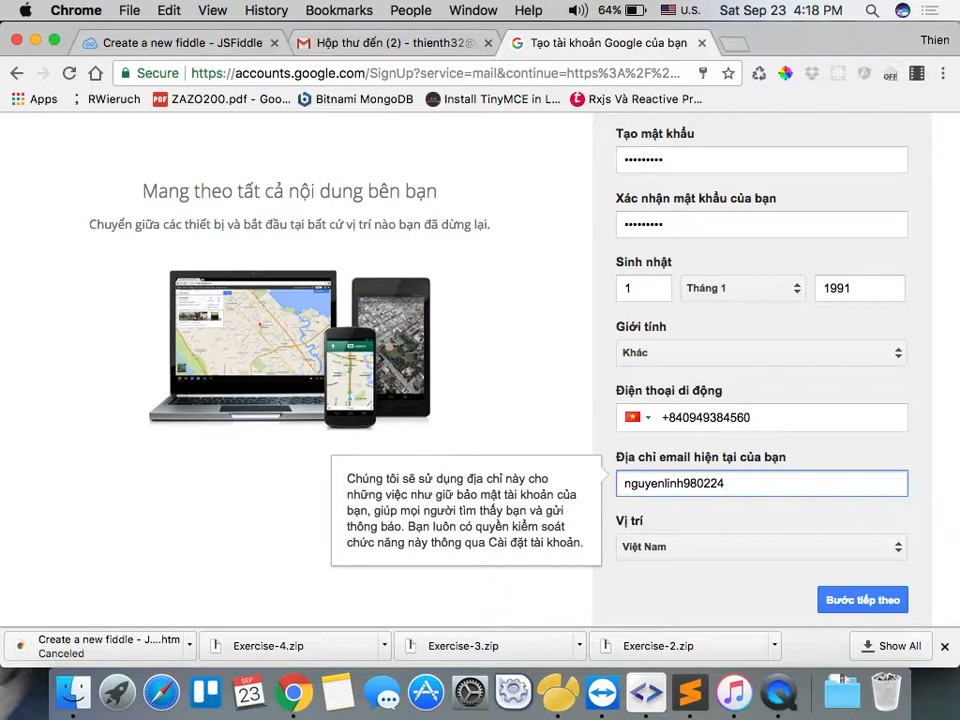 Chrome File Edit View History Bookmarks People Window Help 64% U.S. Sat Sep 23 4:18 PM
Create a new fiddle - JSFiddle Hộp thư đến (2) - thienth32@g Tạo tài khoản Google của bạn Thien
Secure https://accounts.google.com/SignUp?service=mail&continue=https%3A%2F%2... OFF
Apps RWieruch PDF ZAZO200.pdf - Goo... Bitnami MongoDB Install TinyMCE in L... Rxjs Và Reactive Pr...
Mang theo tất cả nội dung bên bạn
Chuyển giữa các thiết bị và bắt đầu tại bất cứ vị trí nào bạn đã dừng lại.
Tạo mật khẩu
•••••••••
Xác nhận mật khẩu của bạn
•••••••••
Sinh nhật
1 Tháng 1 1991
Giới tính
Khác
Điện thoại di động
+840949384560
Địa chỉ email hiện tại của bạn
nguyenlinh980224
Chúng tôi sẽ sử dụng địa chỉ này cho
những việc như giữ bảo mật tài khoản của
bạn, giúp mọi người tìm thấy bạn và gửi
thông báo. Bạn luôn có quyền kiểm soát
chức năng này thông qua Cài đặt tài khoản.
Vị trí
Việt Nam
Bước tiếp theo
Create a new fiddle - J....htm
Canceled
Exercise-4.zip Exercise-3.zip Exercise-2.zip Show All
SEP
23